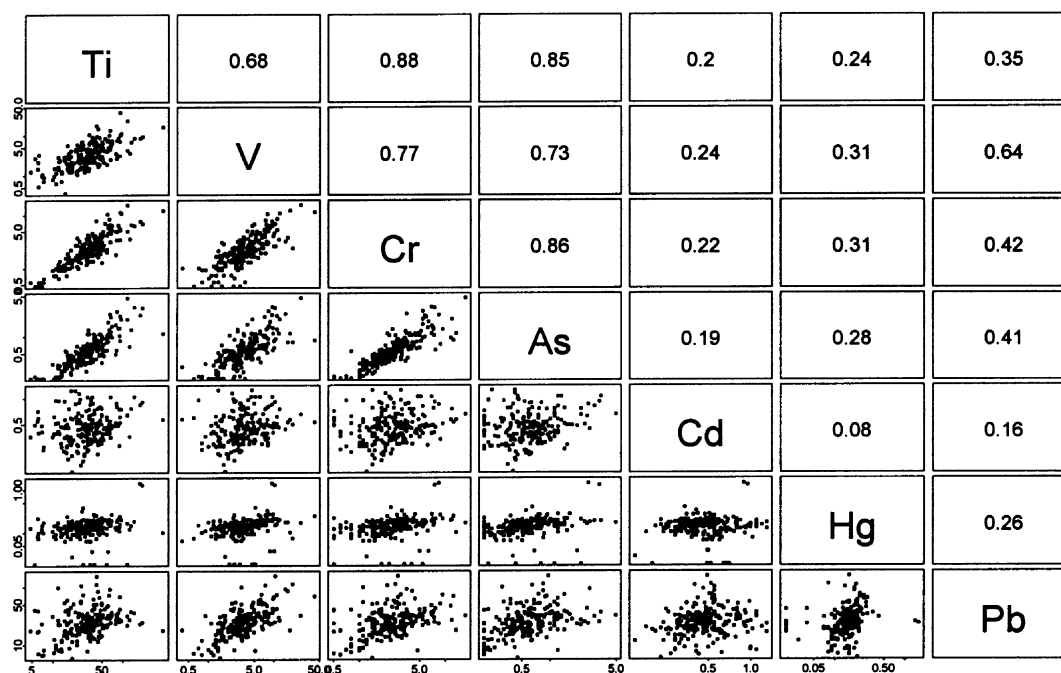 Ti 0.68 0.88 0.85 0.2 0.24 0.35
0.5 5.0 50.0
V 0.77 0.73 0.24 0.31 0.64
0.5 5.0
Cr 0.86 0.22 0.31 0.42
0.5 5.0
As 0.19 0.28 0.41
0.5
Cd 0.08 0.16
0.05 1.00
Hg 0.26
10 50
Pb
5 50 0.5 5.0 50.0 5.0 0.5 5.0 0.5 1.0 0.05 0.50